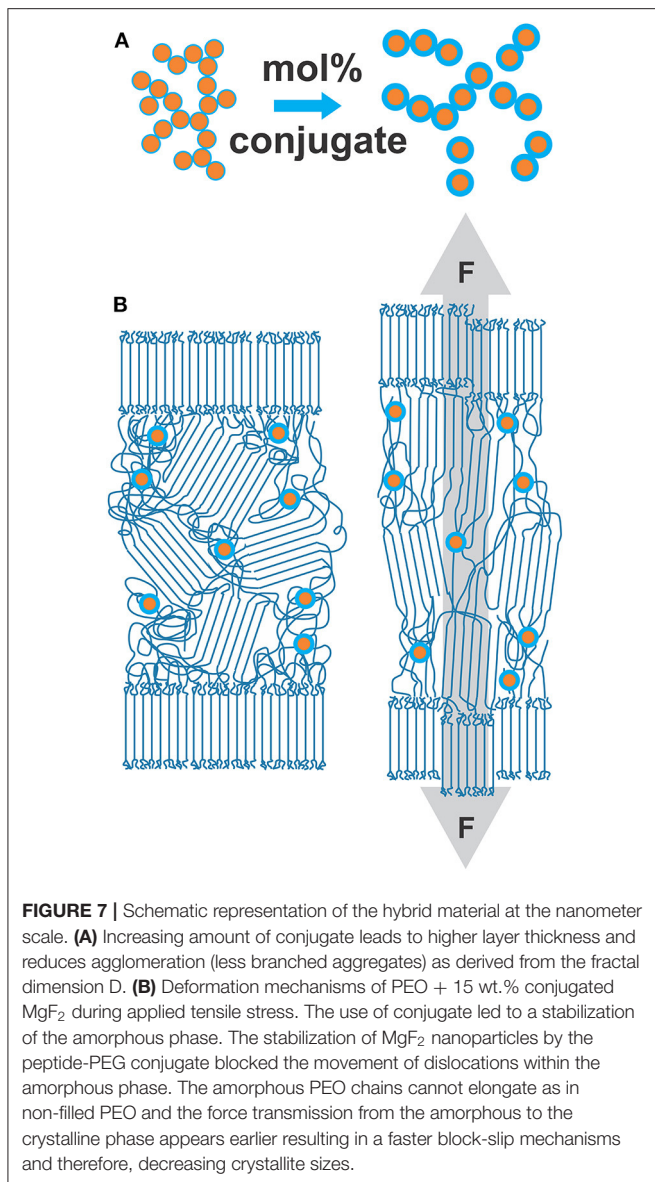 A
mol%
conjugate
F
B
F
FIGURE 7 | Schematic representation of the hybrid material at the nanometer
scale. (A) Increasing amount of conjugate leads to higher layer thickness and
reduces agglomeration (less branched aggregates) as derived from the fractal
dimension D. (B) Deformation mechanisms of PEO + 15 wt.% conjugated
MgF₂ during applied tensile stress. The use of conjugate led to a stabilization
of the amorphous phase. The stabilization of MgF₂ nanoparticles by the
peptide-PEG conjugate blocked the movement of dislocations within the
amorphous phase. The amorphous PEO chains cannot elongate as in
non-filled PEO and the force transmission from the amorphous to the
crystalline phase appears earlier resulting in a faster block-slip mechanisms
and therefore, decreasing crystallite sizes.